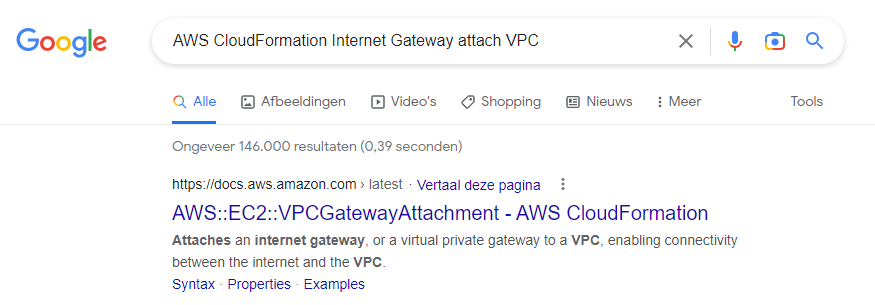 Google
AWS CloudFormation Internet Gateway attach VPC
Alle Afbeeldingen Video's Shopping Nieuws Meer Tools
Ongeveer 146.000 resultaten (0,39 seconden)
https://docs.aws.amazon.com › latest · Vertaal deze pagina
AWS::EC2::VPCGatewayAttachment - AWS CloudFormation
Attaches an internet gateway, or a virtual private gateway to a VPC, enabling connectivity
between the internet and the VPC.
Syntax · Properties · Examples